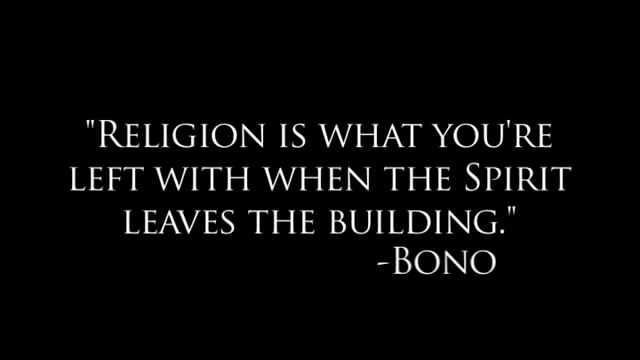 "Religion is what you're
left with when the Spirit
leaves the building."
-Bono